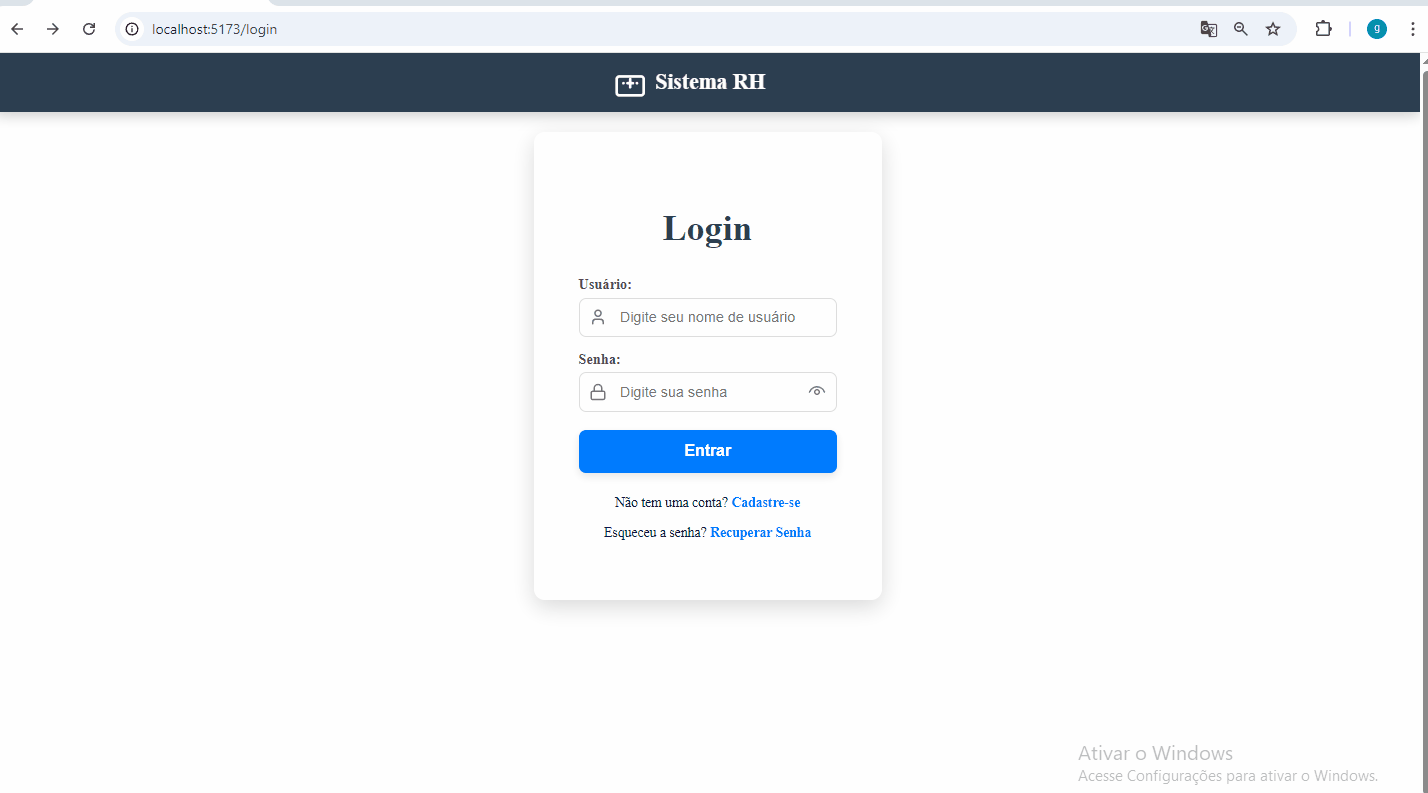 localhost:5173/login
g
Sistema RH
Login
Usuário:
Digite seu nome de usuário
Senha:
Digite sua senha
Entrar
Não tem uma conta? Cadastre-se
Esqueceu a senha? Recuperar Senha
Ativar o Windows
Acesse Configurações para ativar o Windows.